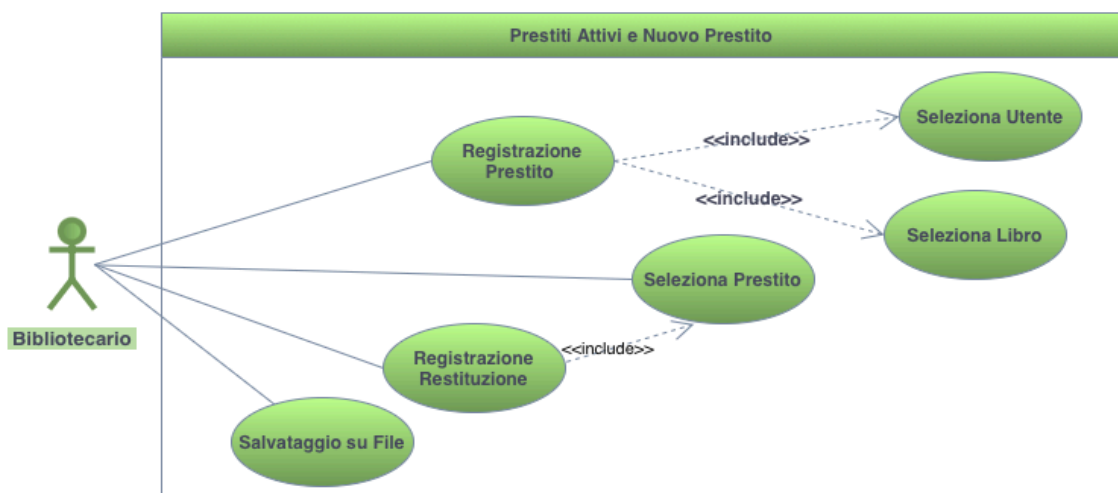 Prestiti Attivi e Nuovo Prestito
Seleziona Utente
<<include>>
Registrazione
Prestito
<<include>>
Seleziona Libro
Seleziona Prestito
Bibliotecario
<<include>>
Registrazione
Restituzione
Salvataggio su File